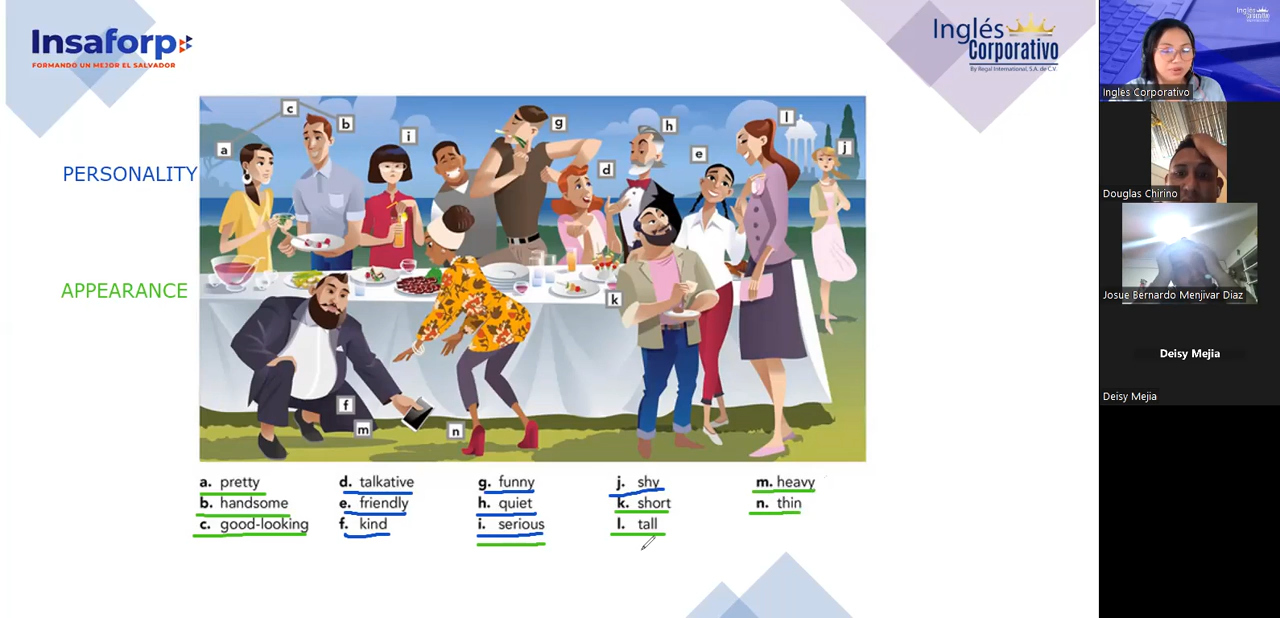 Insaforp
FORMANDO UN MEJOR EL SALVADOR
Inglés
Corporativo
By Regal International, S.A. de C.V.
PERSONALITY
APPEARANCE
c
b
a
i
g
h
l
e
j
d
k
f
m
n
a. pretty
b. handsome
c. good-looking
d. talkative
e. friendly
f. kind
g. funny
h. quiet
i. serious
j. shy
k. short
l. tall
m. heavy
n. thin
Inglés
Ingles Corporativo
Douglas Chirino
Josue Bernardo Menjivar Diaz
Deisy Mejia
Deisy Mejia